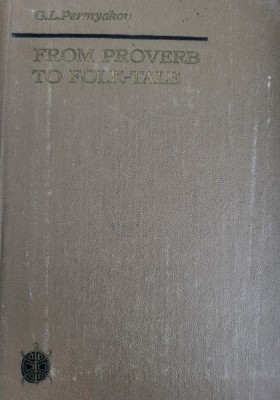 G.L.Permyakov
FROM PROVERB
TO FOLK-TALE